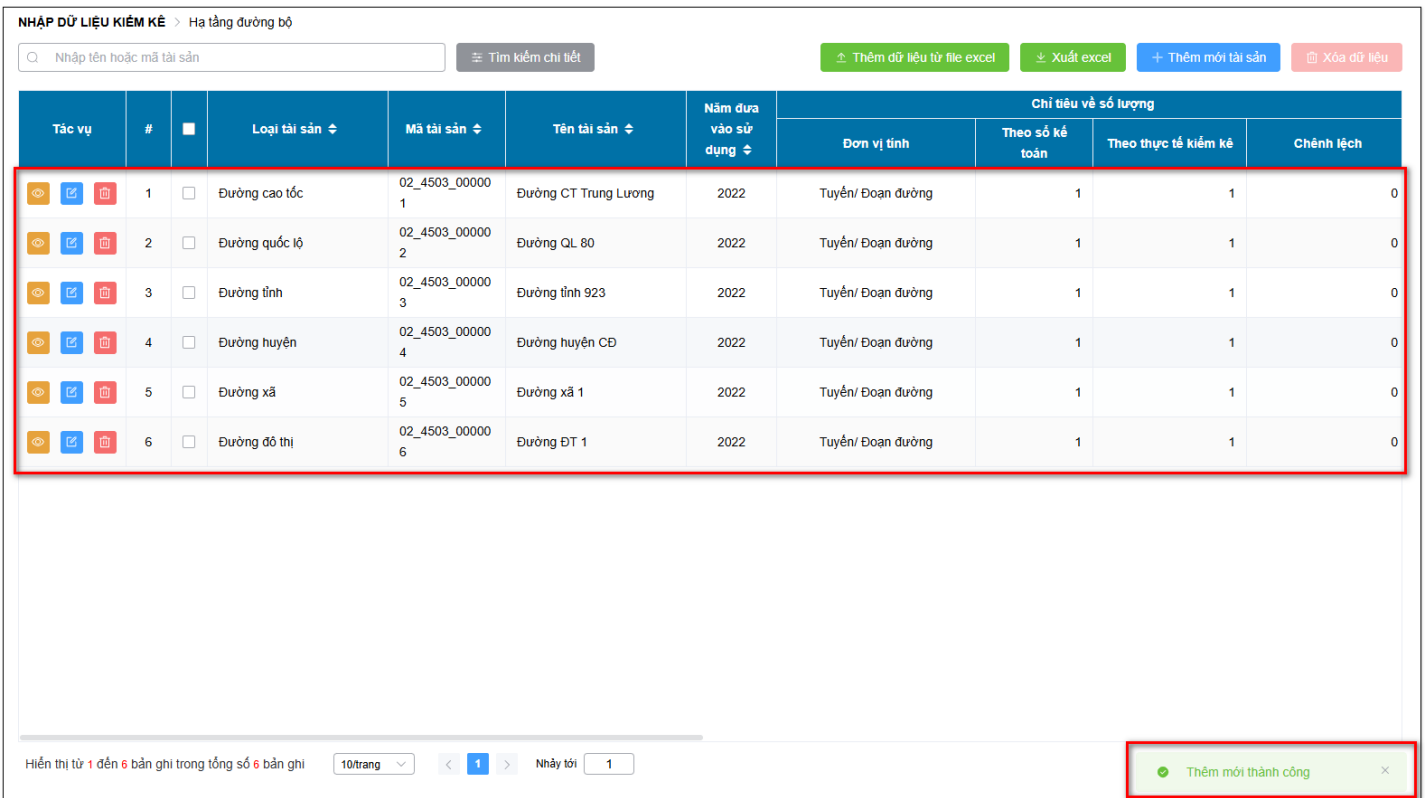 NHẬP DỮ LIỆU KIỂM KÊ > Hạ tầng đường bộ
Nhập tên hoặc mã tài sản
Tìm kiếm chi tiết
Thêm dữ liệu từ file excel
Xuất excel
+ Thêm mới tài sản
Xóa dữ liệu
Tác vụ # Loại tài sản Mã tài sản Tên tài sản
Năm đưa
vào sử
dụng
Chỉ tiêu về số lượng
Đơn vị tính
Theo số kế
toán
Theo thực tế kiểm kê
Chênh lệch
1 Đường cao tốc
02_4503_00000
1
Đường CT Trung Lương 2022 Tuyến/ Đoạn đường 1 1 0
2 Đường quốc lộ
02_4503_00000
2
Đường QL 80 2022 Tuyến/ Đoạn đường 1 1 0
3 Đường tỉnh
02_4503_00000
3
Đường tỉnh 923 2022 Tuyến/ Đoạn đường 1 1 0
4 Đường huyện
02_4503_00000
4
Đường huyện CĐ 2022 Tuyến/ Đoạn đường 1 1 0
5 Đường xã
02_4503_00000
5
Đường xã 1 2022 Tuyến/ Đoạn đường 1 1 0
6 Đường đô thị
02_4503_00000
6
Đường ĐT 1 2022 Tuyến/ Đoạn đường 1 1 0
Hiển thị từ 1 đến 6 bản ghi trong tổng số 6 bản ghi
10/trang
< 1 >
Nhảy tới 1
Thêm mới thành công